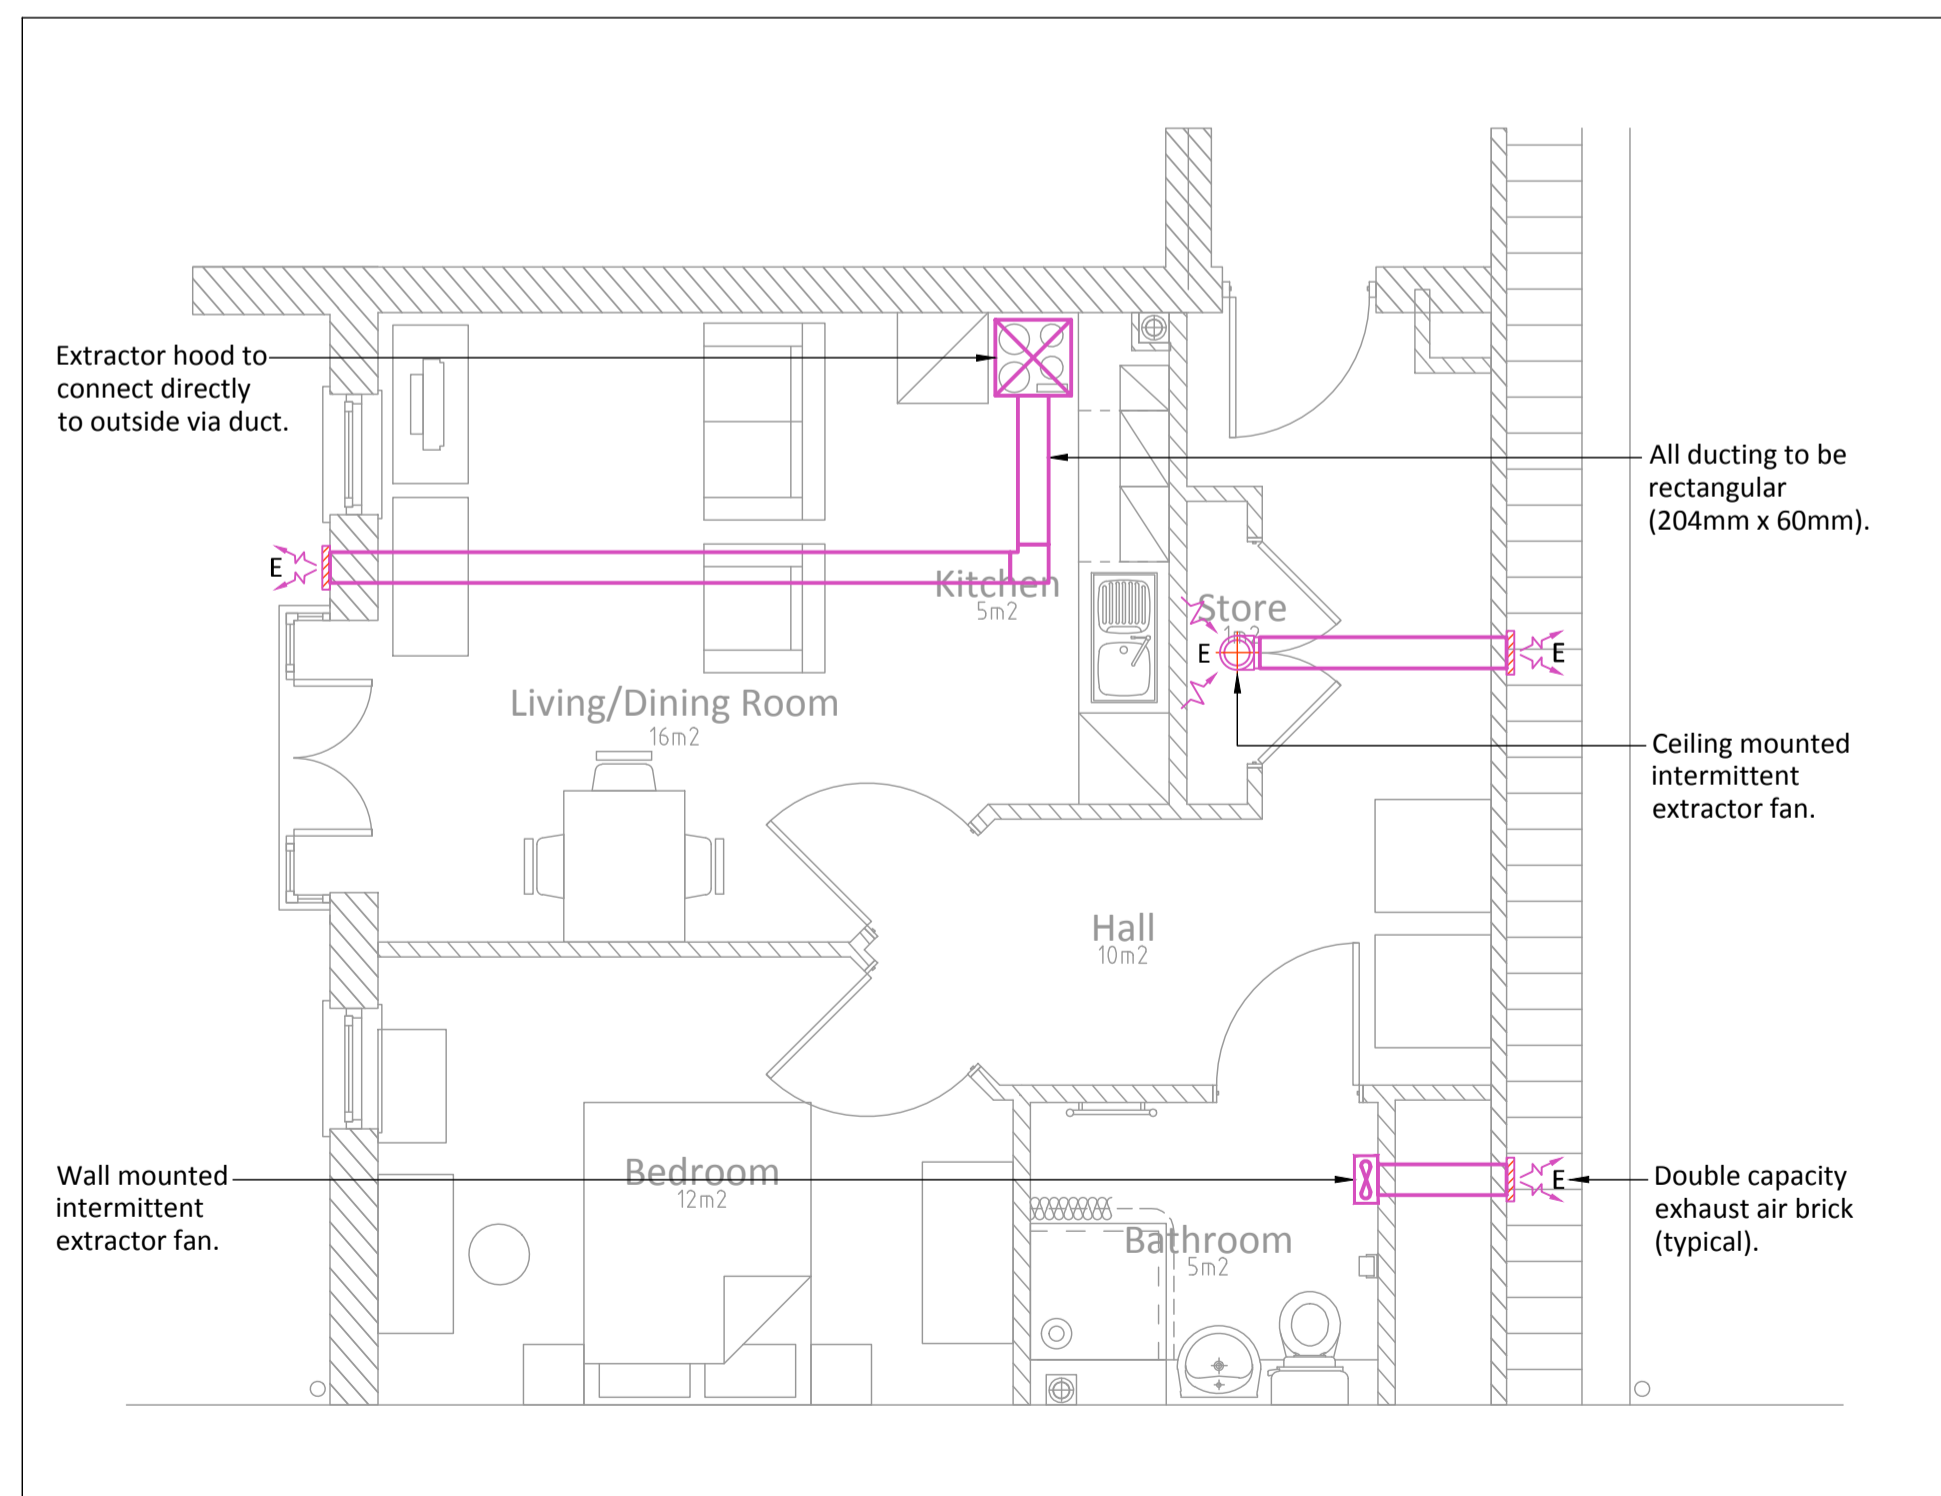 Extractor hood to
connect directly
to outside via duct.
All ducting to be
rectangular
(204mm x 60mm).
E
Kitchen
5m2
Store
E
E
Living/Dining Room
16m2
Ceiling mounted
intermittent
extractor fan.
Hall
10m2
Wall mounted
intermittent
extractor fan.
Bedroom
12m2
E
Double capacity
exhaust air brick
(typical).
Bathroom
5m2